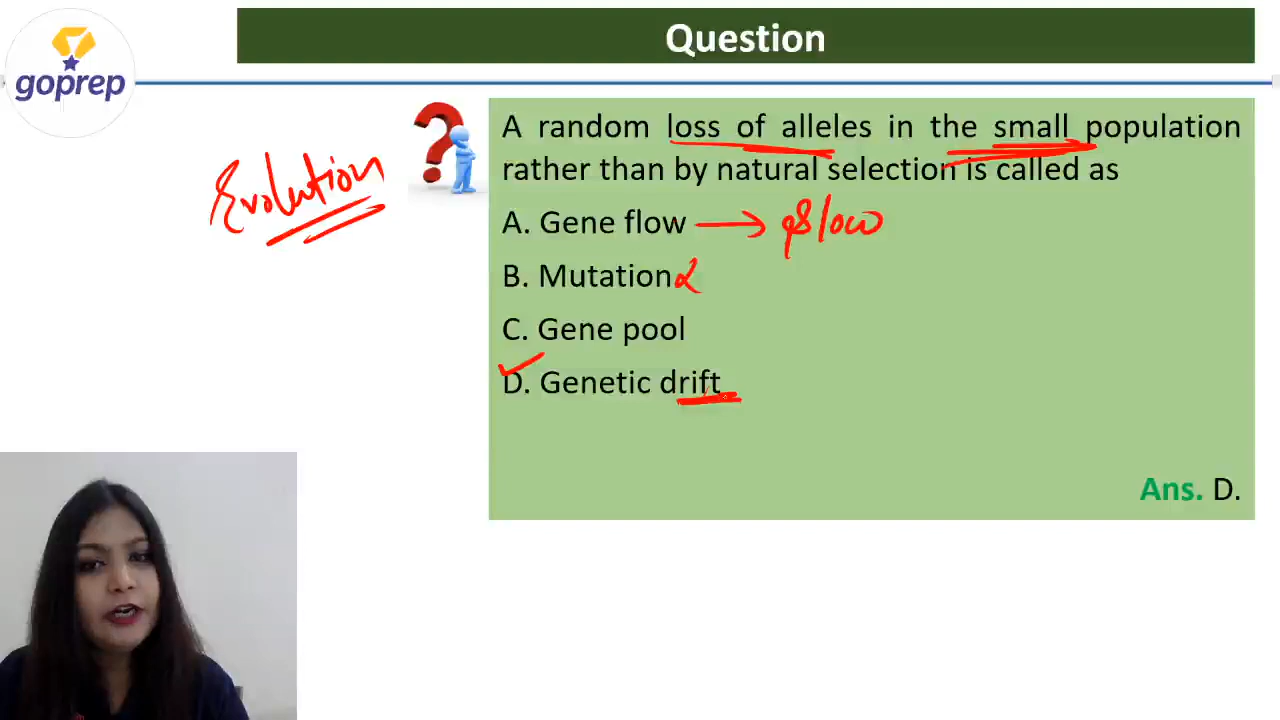 Question
goprep
A random loss of alleles in the small population
rather than by natural selection is called as
Evolution
A. Gene flow
B. Mutation
C. Gene pool
D. Genetic drift
Ans. D.